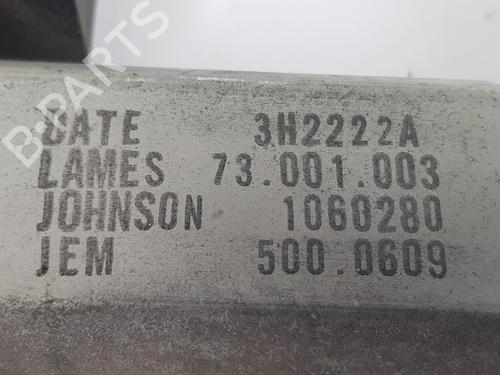 B-PARTS
DATE 3H2222A
LAMES 73.001.003
JOHNSON 1060280
JEM 500.0609